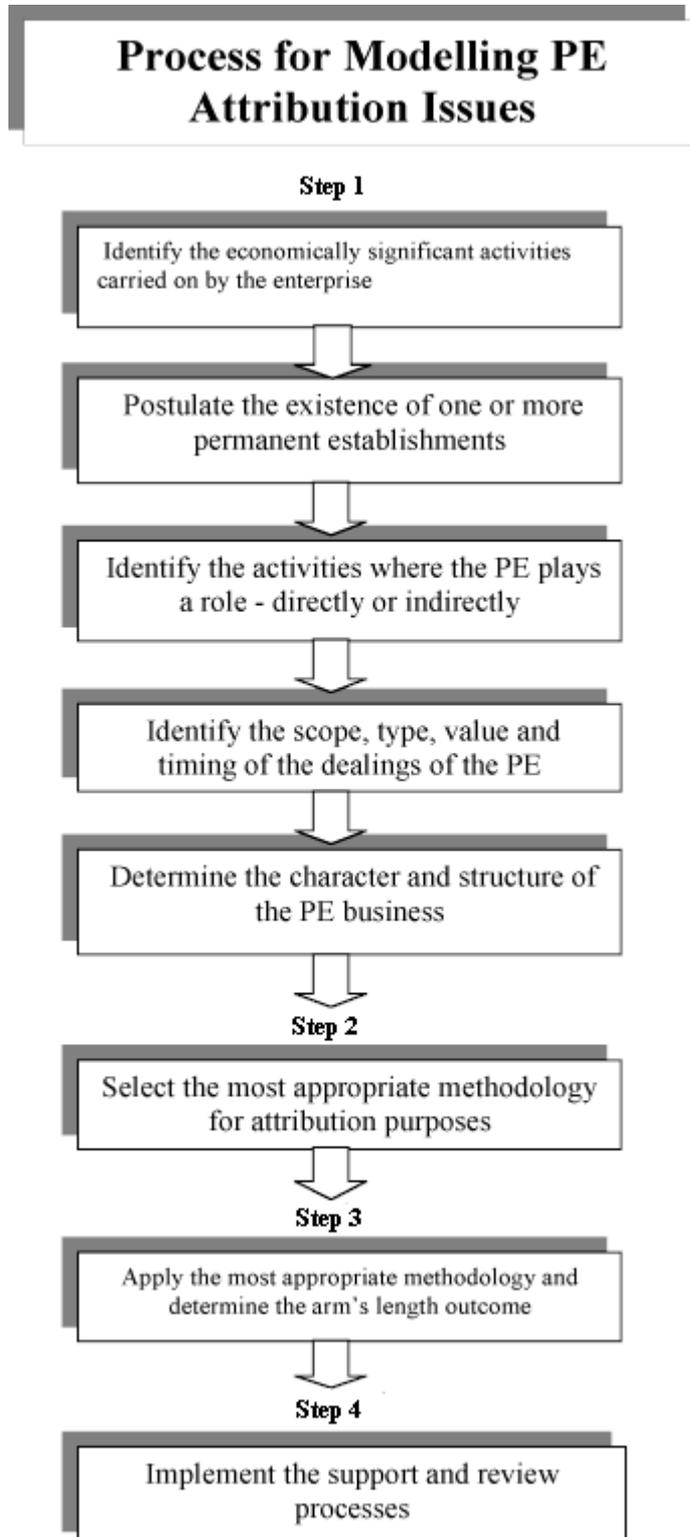 Process for Modelling PE
Attribution Issues
Step 1
Identify the economically significant activities
carried on by the enterprise
Postulate the existence of one or more
permanent establishments
Identify the activities where the PE plays
a role - directly or indirectly
Identify the scope, type, value and
timing of the dealings of the PE
Determine the character and structure of
the PE business
Step 2
Select the most appropriate methodology
for attribution purposes
Step 3
Apply the most appropriate methodology and
determine the arm's length outcome
Step 4
Implement the support and review
processes